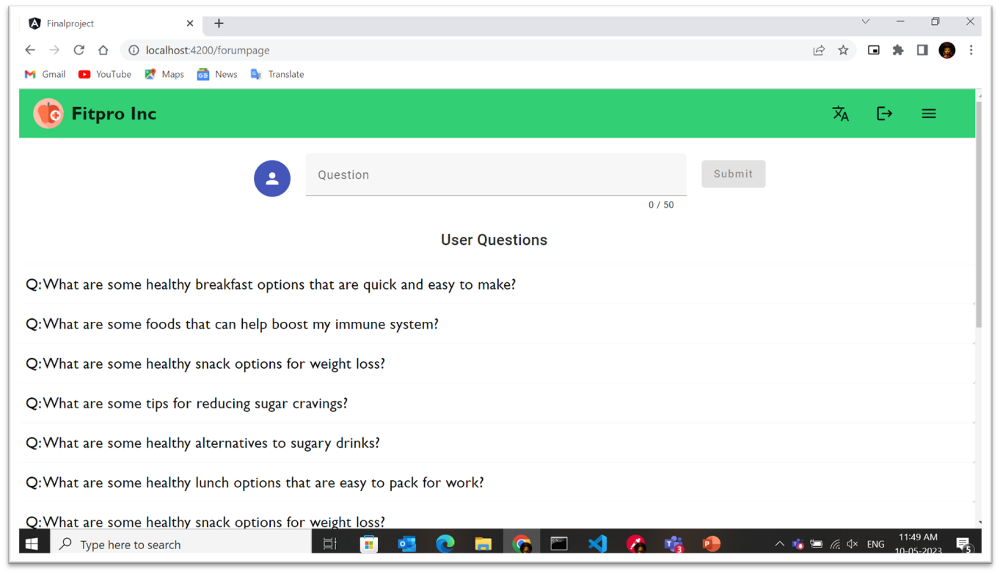 Finalproject
localhost:4200/forumpage
Gmail YouTube Maps News Translate
Fitpro Inc
Question Submit
0 / 50
User Questions
Q:What are some healthy breakfast options that are quick and easy to make?
Q:What are some foods that can help boost my immune system?
Q:What are some healthy snack options for weight loss?
Q:What are some tips for reducing sugar cravings?
Q:What are some healthy alternatives to sugary drinks?
Q:What are some healthy lunch options that are easy to pack for work?
Q:What are some healthy snack options for weight loss?
Type here to search
ENG
11:49 AM
10-05-2023
3
5